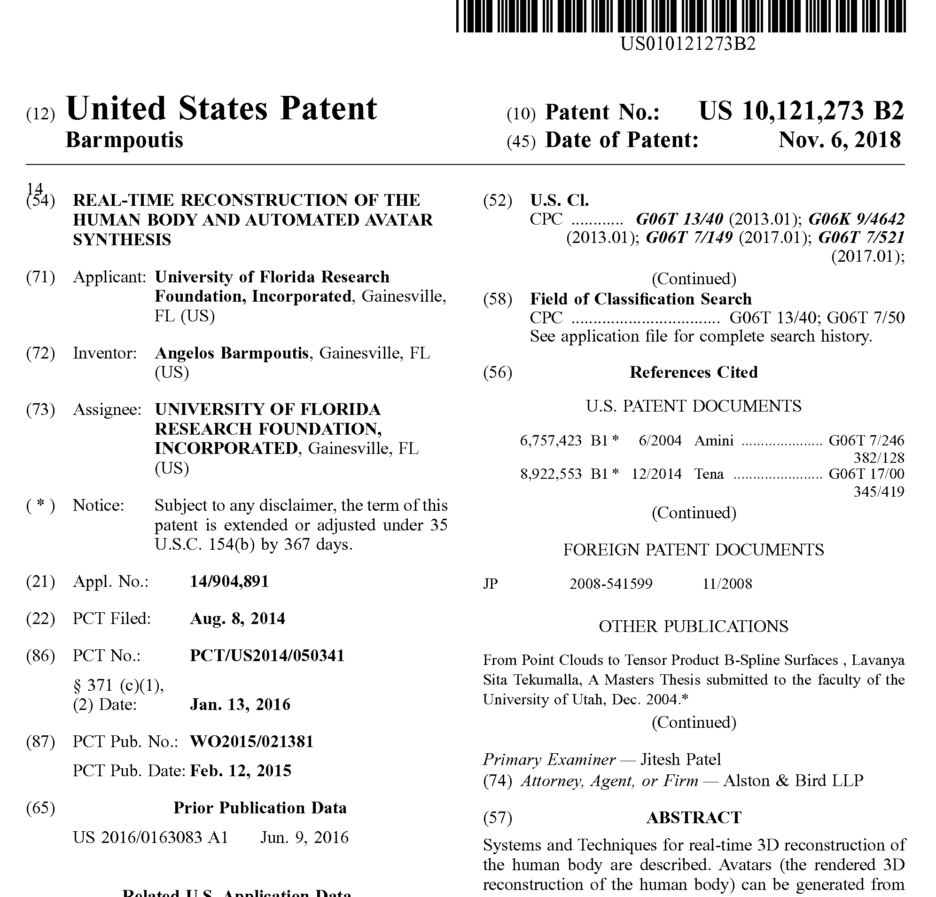 US010121273B2
(12) United States Patent
Barmpoutis
(10) Patent No.: US 10,121,273 B2
(45) Date of Patent: Nov. 6, 2018
14
(54) REAL-TIME RECONSTRUCTION OF THE
HUMAN BODY AND AUTOMATED AVATAR
SYNTHESIS
(71) Applicant: University of Florida Research
Foundation, Incorporated, Gainesville,
FL (US)
(72) Inventor: Angelos Barmpoutis, Gainesville, FL
(US)
(73) Assignee: UNIVERSITY OF FLORIDA
RESEARCH FOUNDATION,
INCORPORATED, Gainesville, FL
(US)
( * ) Notice: Subject to any disclaimer, the term of this
patent is extended or adjusted under 35
U.S.C. 154(b) by 367 days.
(21) Appl. No.: 14/904,891
(22) PCT Filed: Aug. 8, 2014
(86) PCT No.: PCT/US2014/050341
§ 371 (c)(1),
(2) Date: Jan. 13, 2016
(87) PCT Pub. No.: WO2015/021381
PCT Pub. Date: Feb. 12, 2015
(65) Prior Publication Data
US 2016/0163083 A1 Jun. 9, 2016
Related U.S. Application Data
(52) U.S. Cl.
CPC ............ G06T 13/40 (2013.01); G06K 9/4642
(2013.01); G06T 7/149 (2017.01); G06T 7/521
(2017.01);
(Continued)
(58) Field of Classification Search
CPC .................................. G06T 13/40; G06T 7/50
See application file for complete search history.
(56) References Cited
U.S. PATENT DOCUMENTS
6,757,423 B1 * 6/2004 Amini ..................... G06T 7/246
382/128
8,922,553 B1 * 12/2014 Tena ....................... G06T 17/00
345/419
(Continued)
FOREIGN PATENT DOCUMENTS
JP 2008-541599 11/2008
OTHER PUBLICATIONS
From Point Clouds to Tensor Product B-Spline Surfaces , Lavanya
Sita Tekumalla, A Masters Thesis submitted to the faculty of the
University of Utah, Dec. 2004.*
(Continued)
Primary Examiner — Jitesh Patel
(74) Attorney, Agent, or Firm — Alston & Bird LLP
(57) ABSTRACT
Systems and Techniques for real-time 3D reconstruction of
the human body are described. Avatars (the rendered 3D
reconstruction of the human body) can be generated from